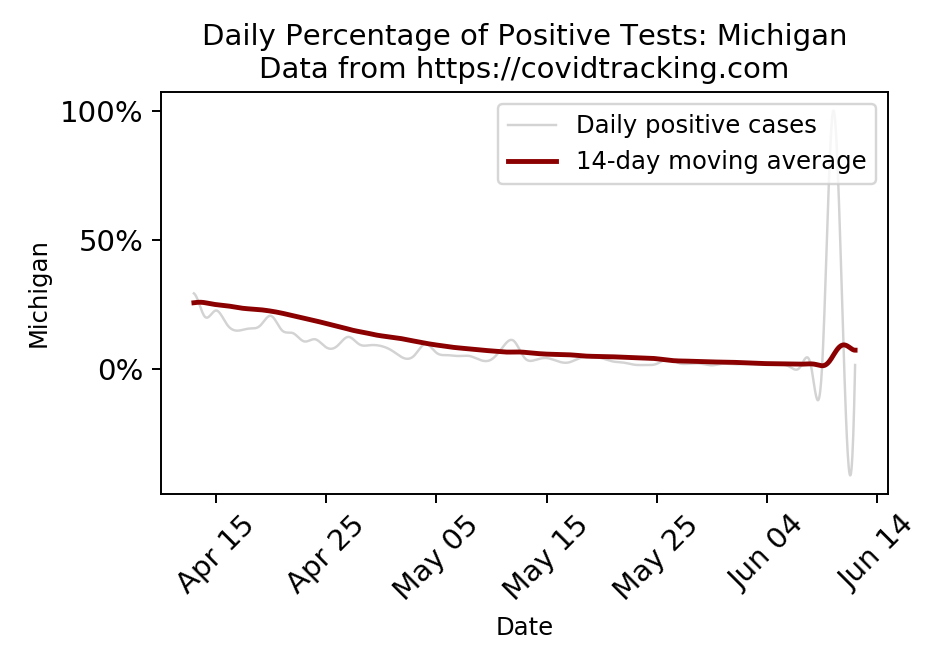 Daily Percentage of Positive Tests: Michigan
Data from https://covidtracking.com
Daily positive cases
14-day moving average
100%
50%
0%
Michigan
Apr 15
Apr 25
May 05
May 15
May 25
Jun 04
Jun 14
Date